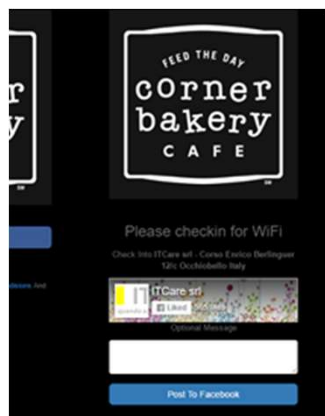 FEED THE DAY
corner
bakery
CAFE
r
y
Please checkin for WiFi
Check Into ITCare srl - Corso Enrico Berlinguer
12/c Occhiobello Italy
And
ITCare srl
Liked
Optional Message
Post To Facebook